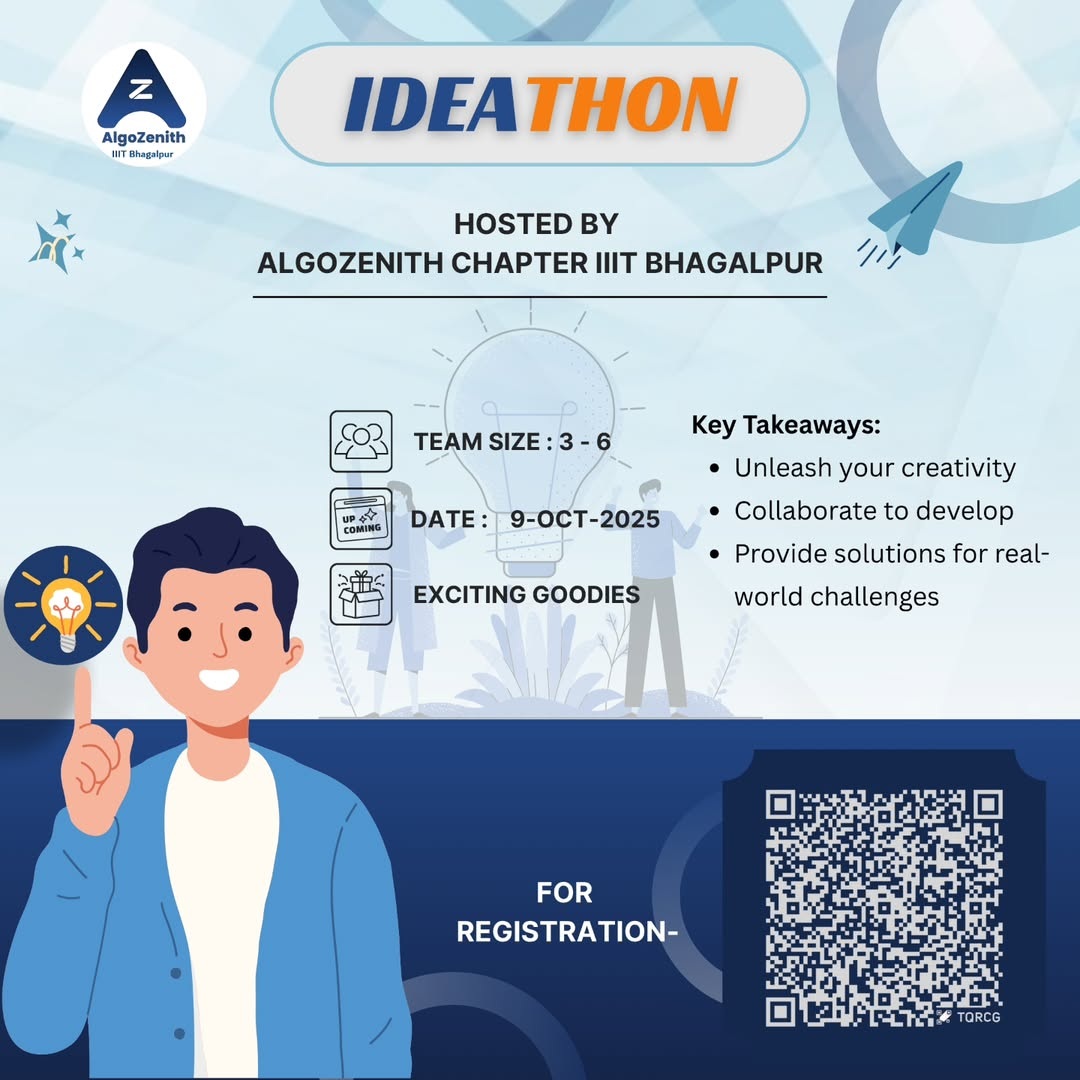 Z
AlgoZenith
IIIT Bhagalpur
IDEATHON
HOSTED BY
ALGOZENITH CHAPTER IIIT BHAGALPUR
TEAM SIZE : 3 - 6
UP
COMING
DATE : 9-OCT-2025
EXCITING GOODIES
Key Takeaways:
• Unleash your creativity
• Collaborate to develop
• Provide solutions for real-
world challenges
FOR
REGISTRATION-
TQRCG